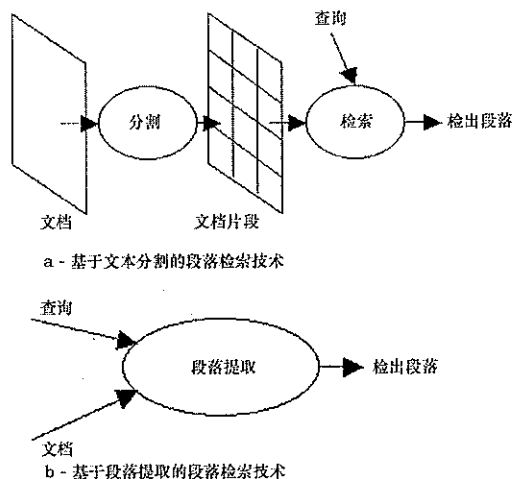 查询
分割
检索
检出段落
文档
文档片段
a - 基于文本分割的段落检索技术
查询
段落提取
检出段落
文档
b - 基于段落提取的段落检索技术